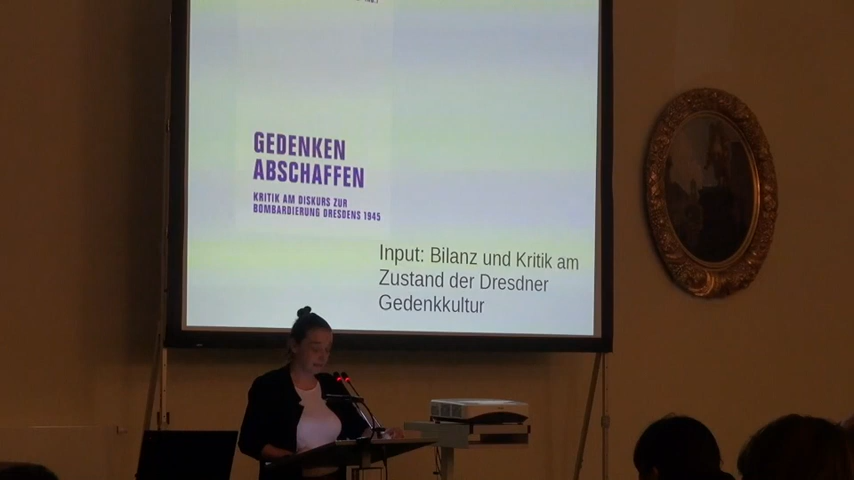 GEDENKEN
ABSCHAFFEN
KRITIK AM DISKURS ZUR
BOMBARDIERUNG DRESDENS 1945
Input: Bilanz und Kritik am
Zustand der Dresdner
Gedenkkultur